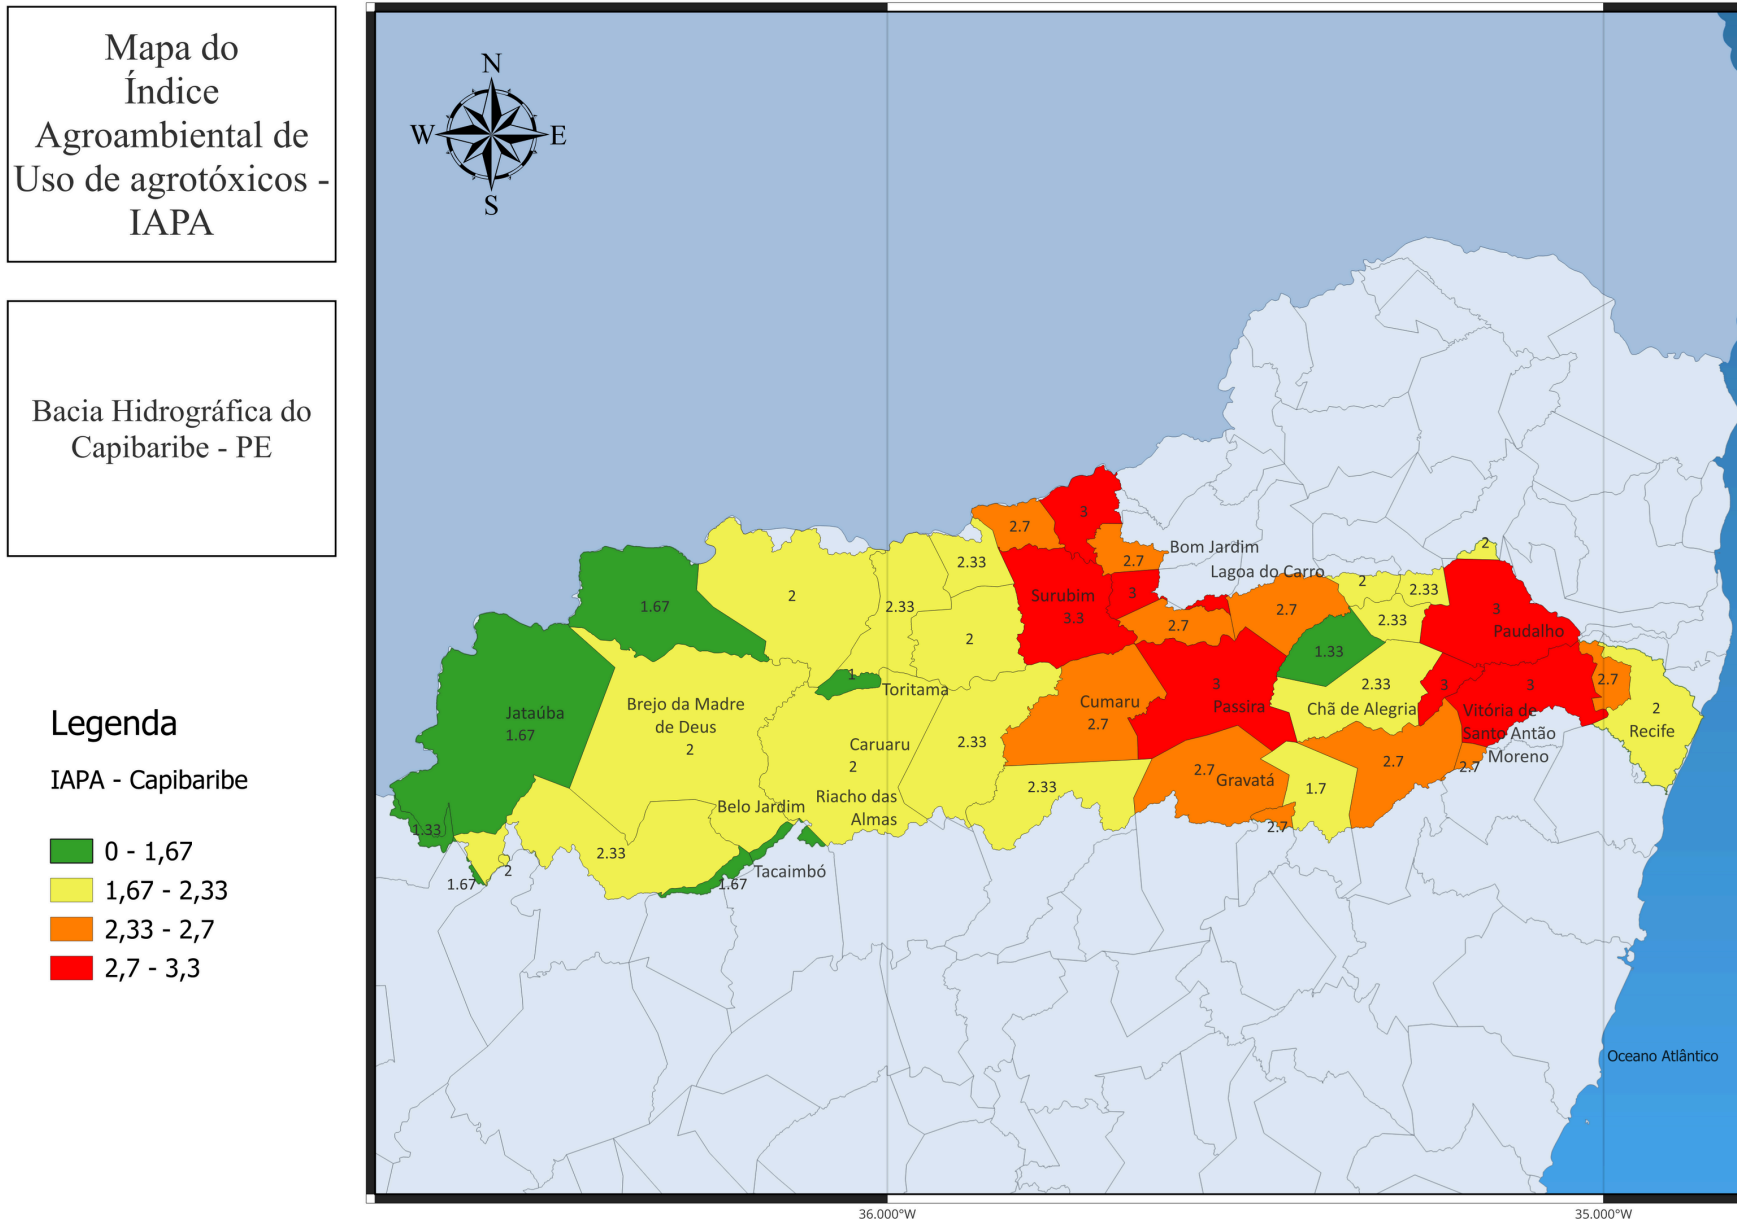 Mapa do
Índice
Agroambiental de
Uso de agrotóxicos -
IAPA
Bacia Hidrográfica do
Capibaribe - PE
Legenda
IAPA - Capibaribe
0 - 1,67
1,67 - 2,33
2,33 - 2,7
2,7 - 3,3
N
W
E
S
3
2.7
2.7
Bom Jardim
2
2.33
Lagoa do Carro
2
2.33
1.67
2
2.33
Surubim
3.3
3
2.7
2.7
2.33
3
Paudalho
2
1.33
1
Toritama
3
Passira
2.33
Chã de Alegria
3
3
2.7
Jataúba
1.67
Brejo da Madre
de Deus
2
Cumaru
2.7
Vitória de
Santo Antão
2
Recife
Caruaru
2
2.33
Moreno
2.7
2.7
2.7
Gravatá
1.7
2.33
Belo Jardim
Riacho das
Almas
1.33
2.7
2.33
2
1.67
1.67
Tacaimbó
Oceano Atlântico
36.000°W
35.000°W